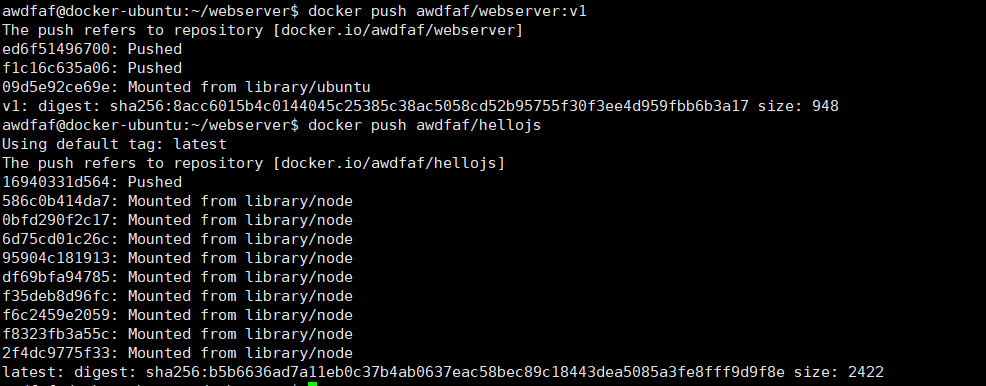 awdfaf@docker-ubuntu:~/webserver$ docker push awdfaf/webserver:v1
The push refers to repository [docker.io/awdfaf/webserver]
ed6f51496700: Pushed
f1c16c635a06: Pushed
09d5e92ce69e: Mounted from library/ubuntu
v1: digest: sha256:8acc6015b4c0144045c25385c38ac5058cd52b95755f30f3ee4d959fbb6b3a17 size: 948
awdfaf@docker-ubuntu:~/webserver$ docker push awdfaf/hellojs
Using default tag: latest
The push refers to repository [docker.io/awdfaf/hellojs]
16940331d564: Pushed
586c0b414da7: Mounted from library/node
0bfd290f2c17: Mounted from library/node
6d75cd01c26c: Mounted from library/node
95904c181913: Mounted from library/node
df69bfa94785: Mounted from library/node
f35deb8d96fc: Mounted from library/node
f6c2459e2059: Mounted from library/node
f8323fb3a55c: Mounted from library/node
2f4dc9775f33: Mounted from library/node
latest: digest: sha256:b5b6636ad7a11eb0c37b4ab0637eac58bec89c18443dea5085a3fe8fff9d9f8e size: 2422